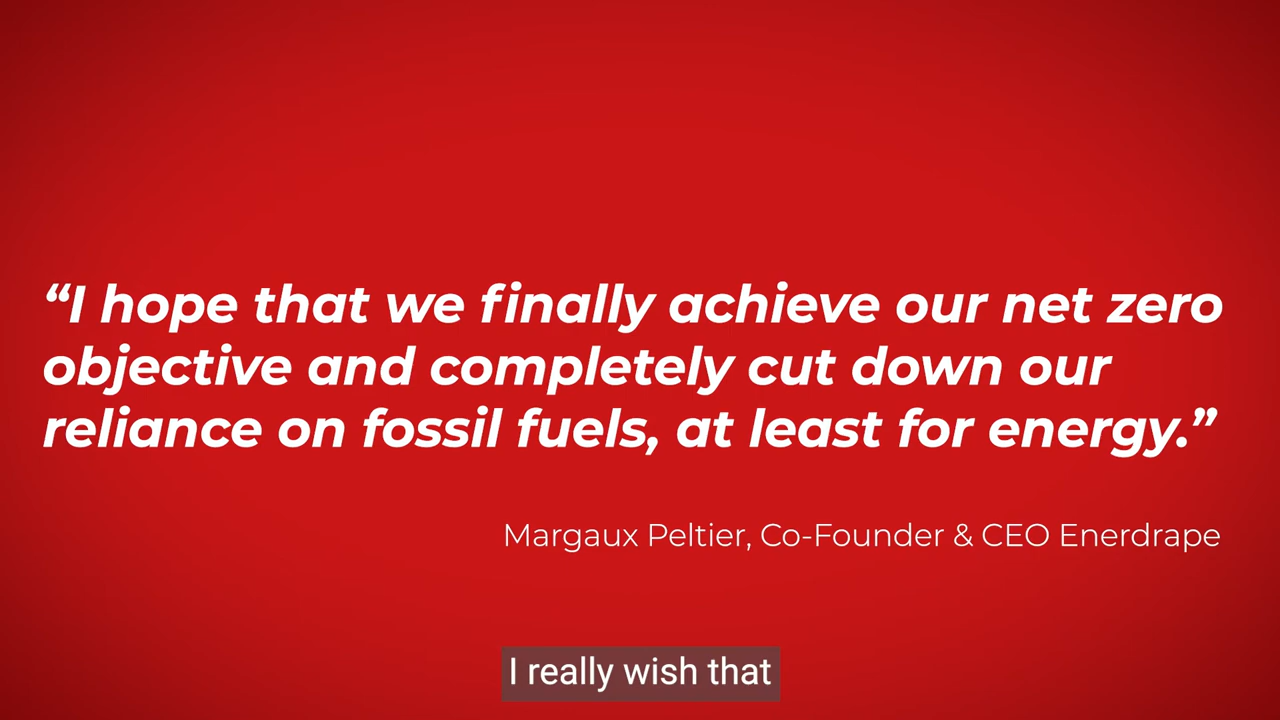 “I hope that we finally achieve our net zero
objective and completely cut down our
reliance on fossil fuels, at least for energy.”
Margaux Peltier, Co-Founder & CEO Enerdrape
I really wish that